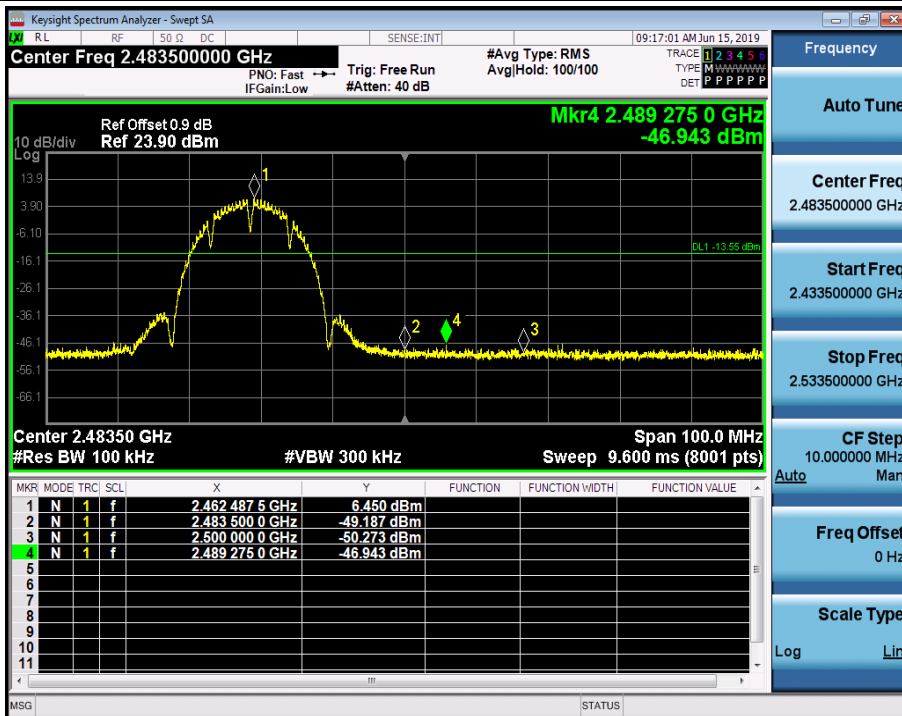 Keysight Spectrum Analyzer - Swept SA
LXI RL RF 50 Ω DC SENSE:INT 09:17:01 AM Jun 15, 2019
Center Freq 2.483500000 GHz
PNO: Fast
IFGain:Low
Trig: Free Run
#Atten: 40 dB
#Avg Type: RMS
Avg|Hold: 100/100
TRACE 1 2 3 4 5 6
TYPE M W W W W W
DET P P P P P P
Mkr4 2.489 275 0 GHz
-46.943 dBm
Ref Offset 0.9 dB
10 dB/div Ref 23.90 dBm
Log
13.9
3.90
-6.10
-16.1
-26.1
-36.1
-46.1
-56.1
-66.1
1
2
4
3
DL1 -13.55 dBm
Center 2.48350 GHz Span 100.0 MHz
#Res BW 100 kHz #VBW 300 kHz Sweep 9.600 ms (8001 pts)
MKR MODE TRC SCL X Y FUNCTION FUNCTION WIDTH FUNCTION VALUE
1 N 1 f 2.462 487 5 GHz 6.450 dBm
2 N 1 f 2.483 500 0 GHz -49.187 dBm
3 N 1 f 2.500 000 0 GHz -50.273 dBm
4 N 1 f 2.489 275 0 GHz -46.943 dBm
5
6
7
8
9
10
11
MSG STATUS
Frequency
Auto Tune
Center Freq
2.483500000 GHz
Start Freq
2.433500000 GHz
Stop Freq
2.533500000 GHz
CF Step
10.000000 MHz
Auto Man
Freq Offset
0 Hz
Scale Type
Log Lin